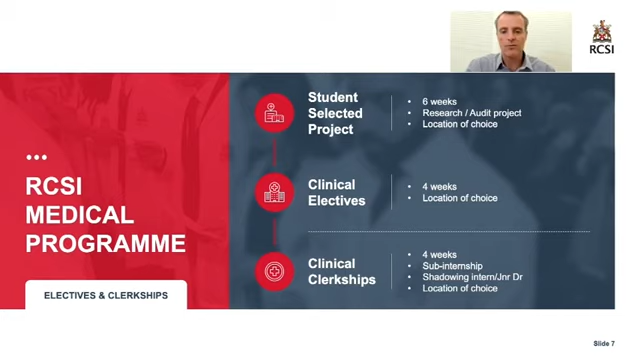 RCSI
RCSI
MEDICAL
PROGRAMME
ELECTIVES & CLERKSHIPS
Student
Selected
Project
• 6 weeks
• Research / Audit project
• Location of choice
Clinical
Electives
• 4 weeks
• Location of choice
Clinical
Clerkships
• 4 weeks
• Sub-internship
• Shadowing intern/Jnr Dr
• Location of choice
Slide 7